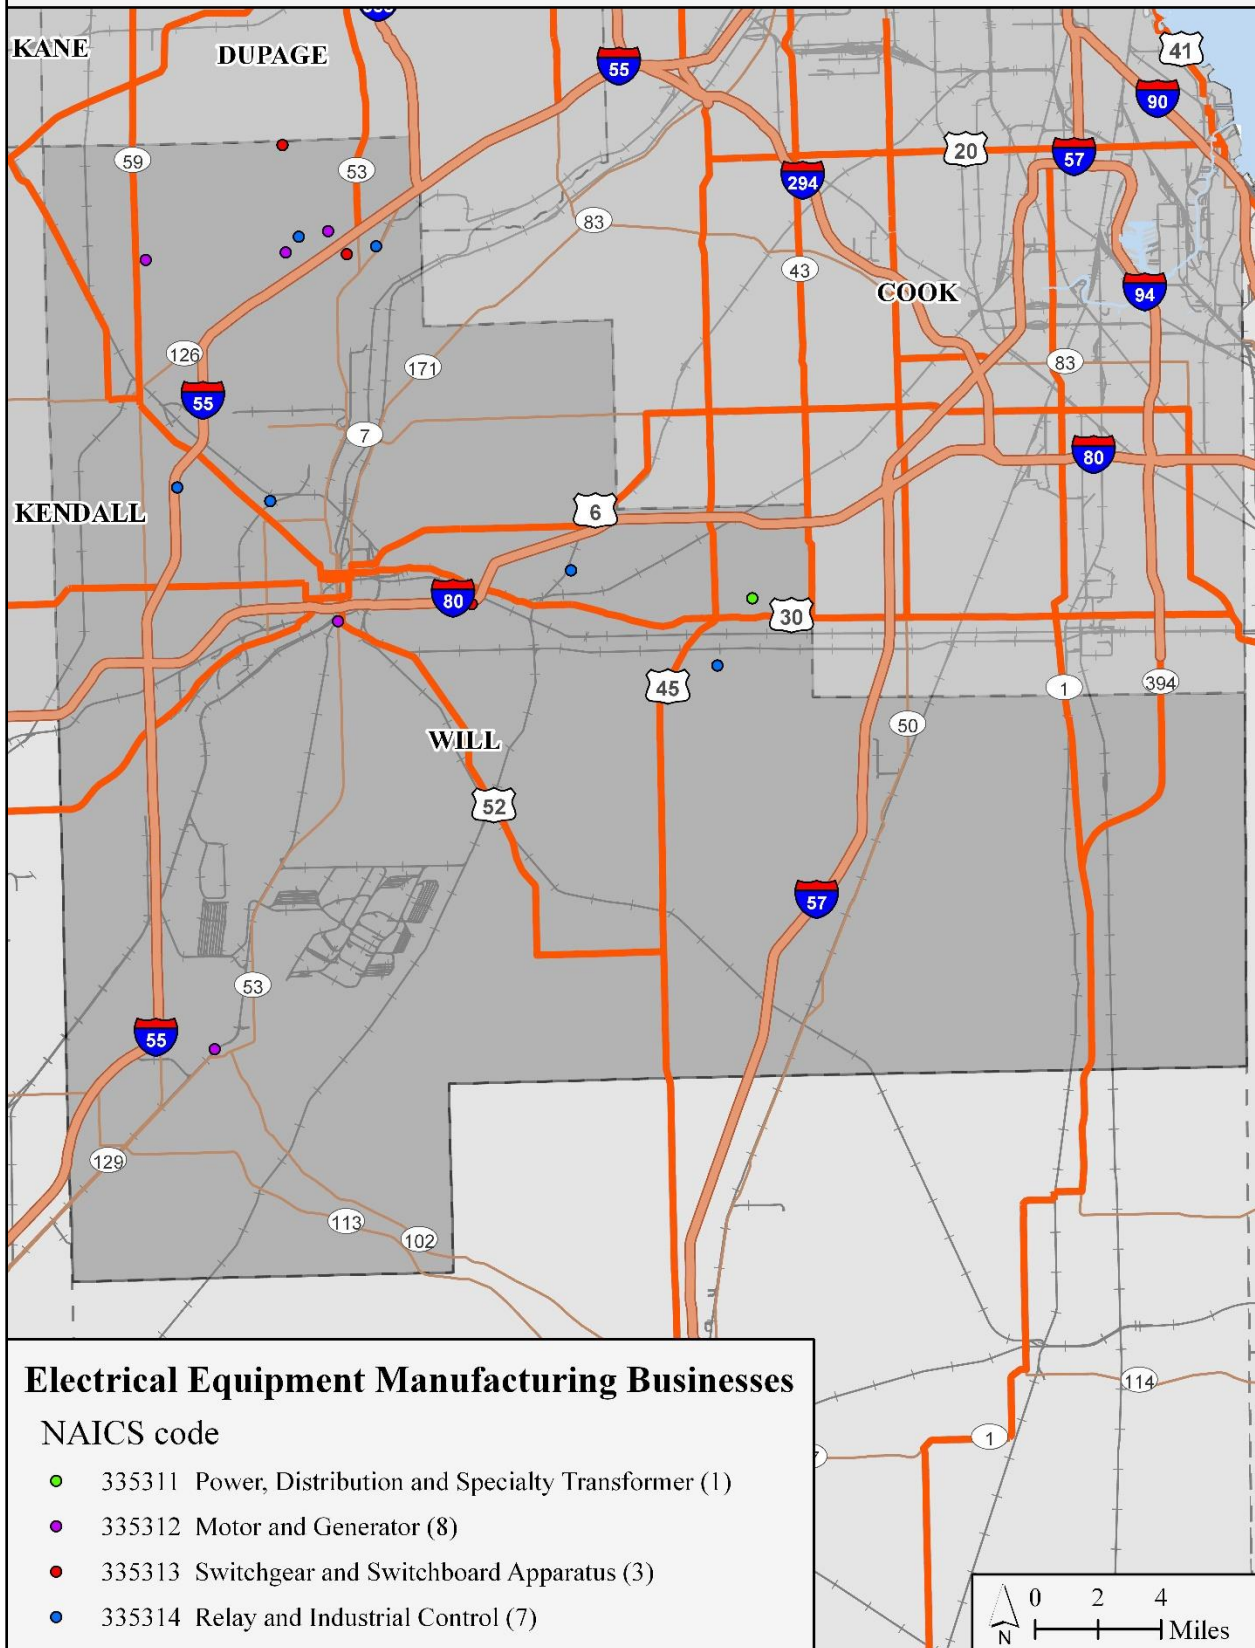 KANE
DUPAGE
55
41
90
59
53
20
57
294
83
43
COOK
94
126
171
83
55
7
80
KENDALL
6
80
30
45
1
394
50
WILL
52
57
53
55
129
113
102
114
1
Electrical Equipment Manufacturing Businesses
NAICS code
335311 Power, Distribution and Specialty Transformer (1)
335312 Motor and Generator (8)
335313 Switchgear and Switchboard Apparatus (3)
335314 Relay and Industrial Control (7)
0 2 4
Miles
N